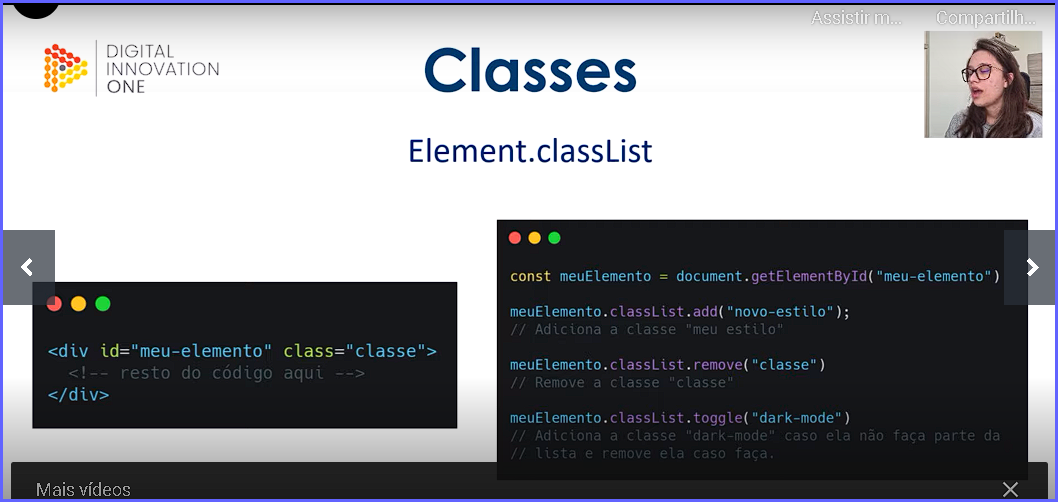 Assistir m...
Compartilh...
DIGITAL
INNOVATION
ONE
Classes
Element.classList
<div id="meu-elemento" class="classe">
<!-- resto do código aqui -->
</div>
const meuElemento = document.getElementById("meu-elemento")
meuElemento.classList.add("novo-estilo");
// Adiciona a classe "meu estilo"
meuElemento.classList.remove("classe")
// Remove a classe "classe"
meuElemento.classList.toggle("dark-mode")
// Adiciona a classe "dark-mode" caso ela não faça parte da
// lista e remove ela caso faça.
Mais vídeos